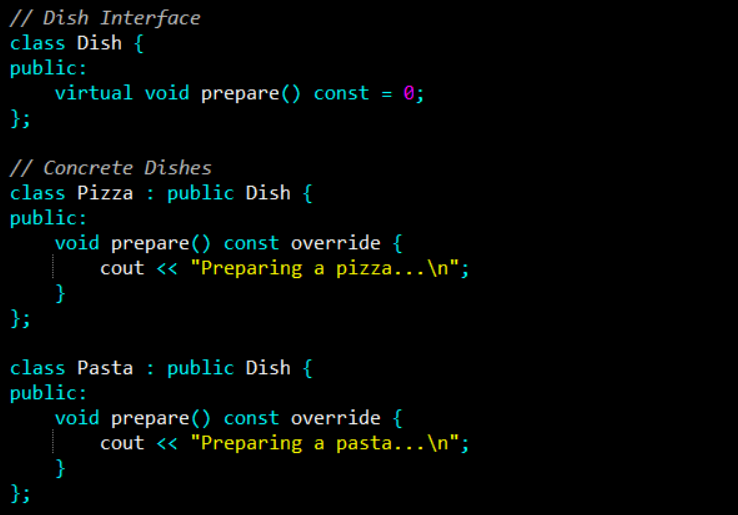 // Dish Interface
class Dish {
public:
    virtual void prepare() const = 0;
};

// Concrete Dishes
class Pizza : public Dish {
public:
    void prepare() const override {
        cout << "Preparing a pizza...\n";
    }
};

class Pasta : public Dish {
public:
    void prepare() const override {
        cout << "Preparing a pasta...\n";
    }
};